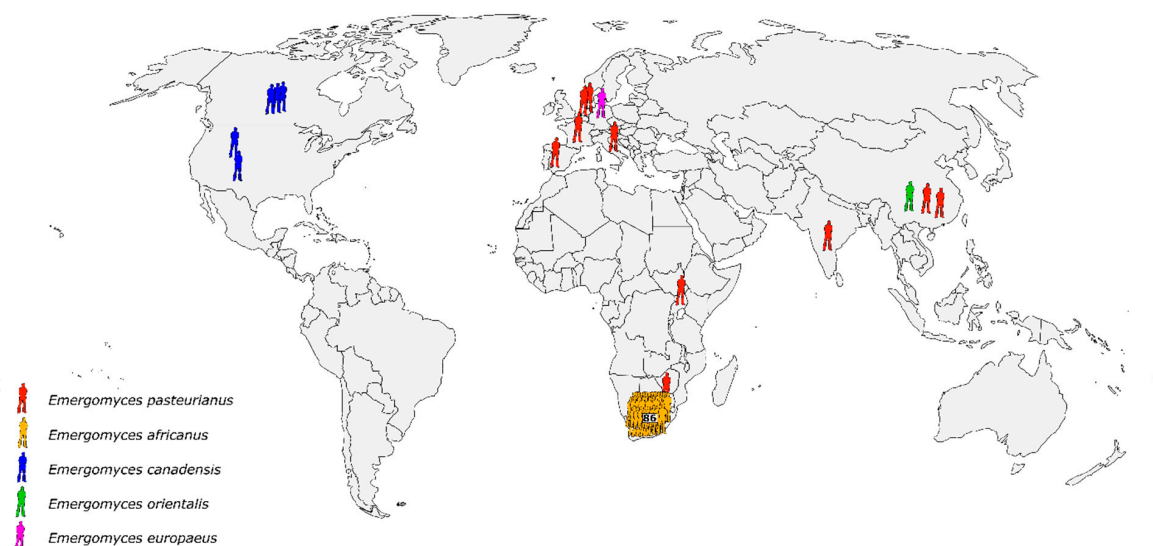 86
Emergomyces pasteurianus
Emergomyces africanus
Emergomyces canadensis
Emergomyces orientalis
Emergomyces europaeus